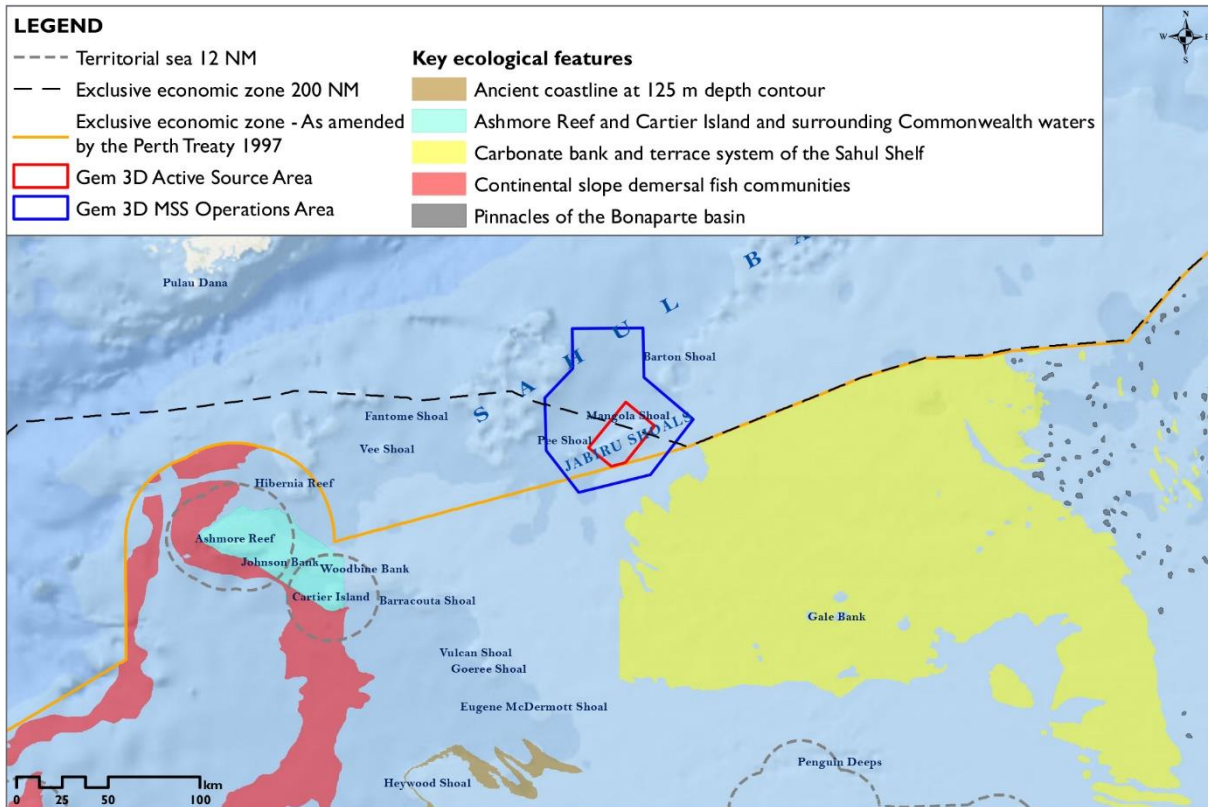 LEGEND
Territorial sea 12 NM
Exclusive economic zone 200 NM
Exclusive economic zone - As amended
by the Perth Treaty 1997
Gem 3D Active Source Area
Gem 3D MSS Operations Area
Key ecological features
Ancient coastline at 125 m depth contour
Ashmore Reef and Cartier Island and surrounding Commonwealth waters
Carbonate bank and terrace system of the Sahul Shelf
Continental slope demersal fish communities
Pinnacles of the Bonaparte basin
N
W E
S
Pulau Dana
S A H U L B A
Barton Shoal
Fantome Shoal
Mangola Shoal
Pee Shoal
JABIRU SHOALS
Vee Shoal
Hibernia Reef
Ashmore Reef
Johnson Bank
Woodbine Bank
Cartier Island
Barracouta Shoal
Gale Bank
Vulcan Shoal
Goeree Shoal
Eugene McDermott Shoal
Penguin Deeps
Heywood Shoal
km
0 25 50 100